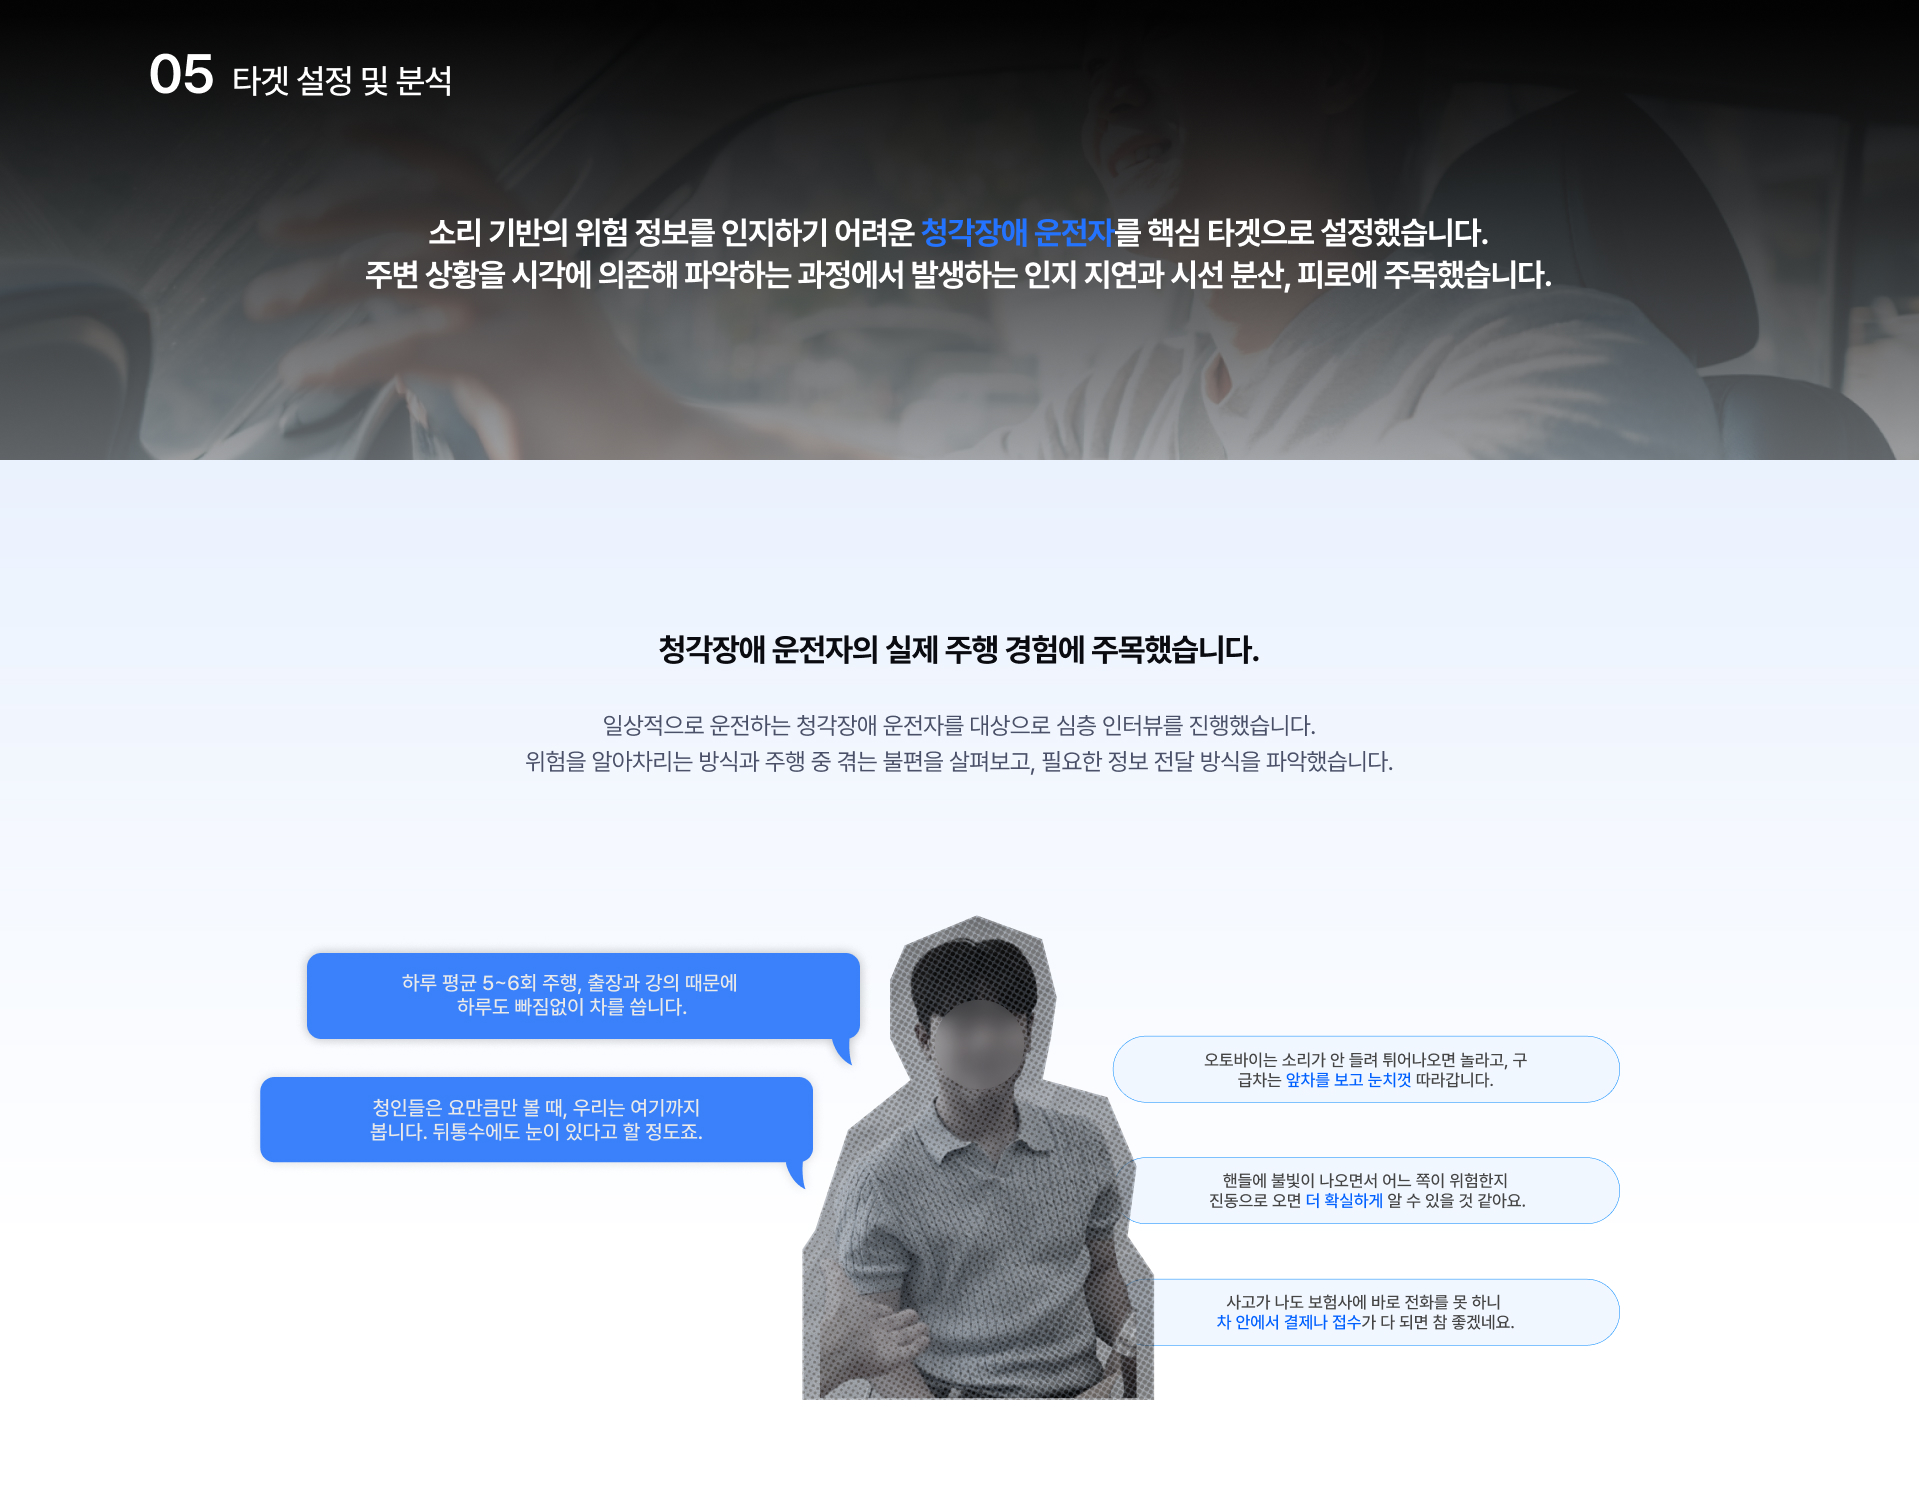 05 타겟 설정 및 분석
소리 기반의 위험 정보를 인지하기 어려운 청각장애 운전자를 핵심 타겟으로 설정했습니다.
주변 상황을 시각에 의존해 파악하는 과정에서 발생하는 인지 지연과 시선 분산, 피로에 주목했습니다.
청각장애 운전자의 실제 주행 경험에 주목했습니다.
일상적으로 운전하는 청각장애 운전자를 대상으로 심층 인터뷰를 진행했습니다.
위험을 알아차리는 방식과 주행 중 겪는 불편을 살펴보고, 필요한 정보 전달 방식을 파악했습니다.
하루 평균 5~6회 주행, 출장과 강의 때문에
하루도 빠짐없이 차를 씁니다.
청인들은 요만큼만 볼 때, 우리는 여기까지
봅니다. 뒤통수에도 눈이 있다고 할 정도죠.
오토바이는 소리가 안 들려 튀어나오면 놀라고, 구
급차는 앞차를 보고 눈치껏 따라갑니다.
핸들에 불빛이 나오면서 어느 쪽이 위험한지
진동으로 오면 더 확실하게 알 수 있을 것 같아요.
사고가 나도 보험사에 바로 전화를 못 하니
차 안에서 결제나 접수가 다 되면 참 좋겠네요.